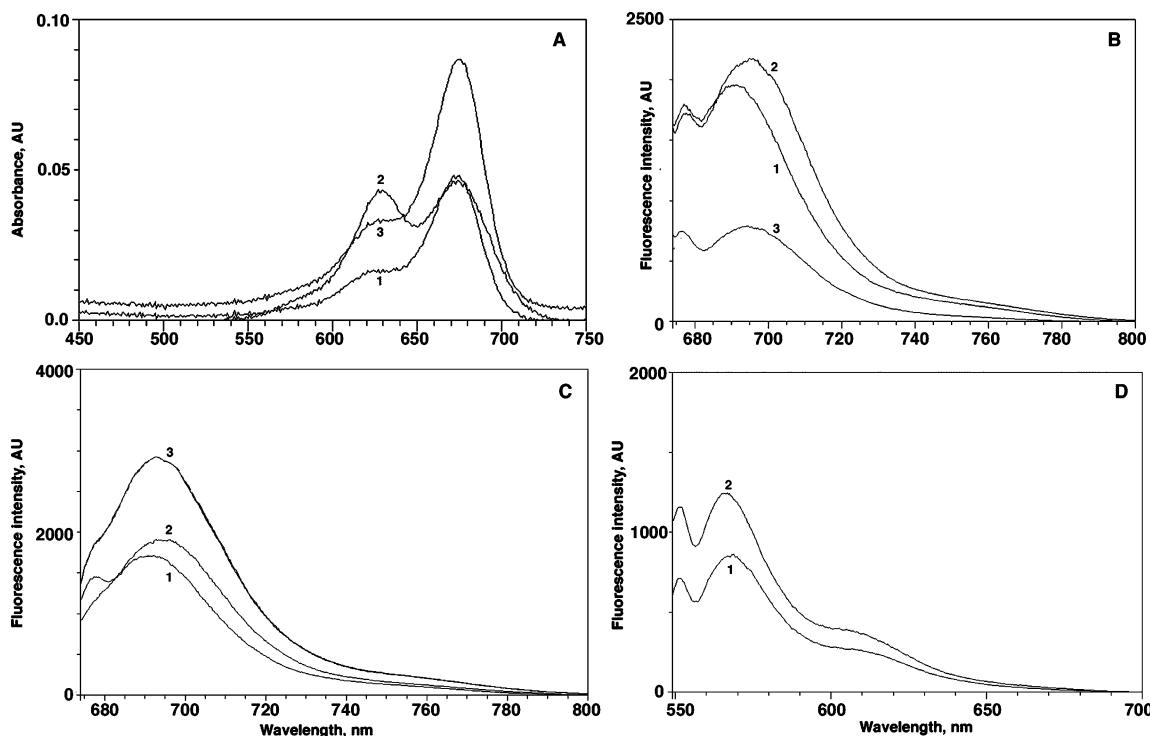 0.10
A
Absorbance, AU
0.05
0.0
2
3
1
450 500 550 600 650 700 750
2500
B
Fluorescence intensity, AU
0
2
1
3
680 700 720 740 760 780 800
4000
C
Fluorescence intensity, AU
2000
0
3
2
1
680 700 720 740 760 780 800
Wavelength, nm
2000
D
Fluorescence intensity, AU
1000
0
2
1
550 600 650 700
Wavelength, nm